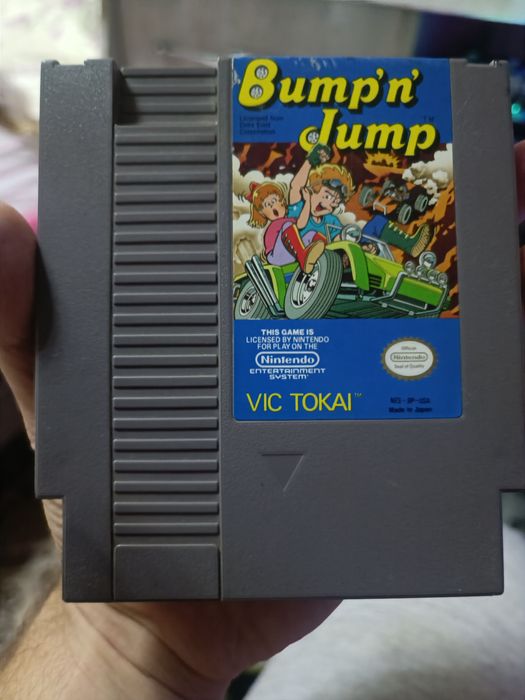 Bump'n'
Jump
TM
Licensed from
Data East
Corporation
THIS GAME IS
LICENSED BY NINTENDO
FOR PLAY ON THE
Nintendo
ENTERTAINMENT
SYSTEM
VIC TOKAI™
Official
Nintendo
Seal of Quality
NES-BP-USA
Made in Japan